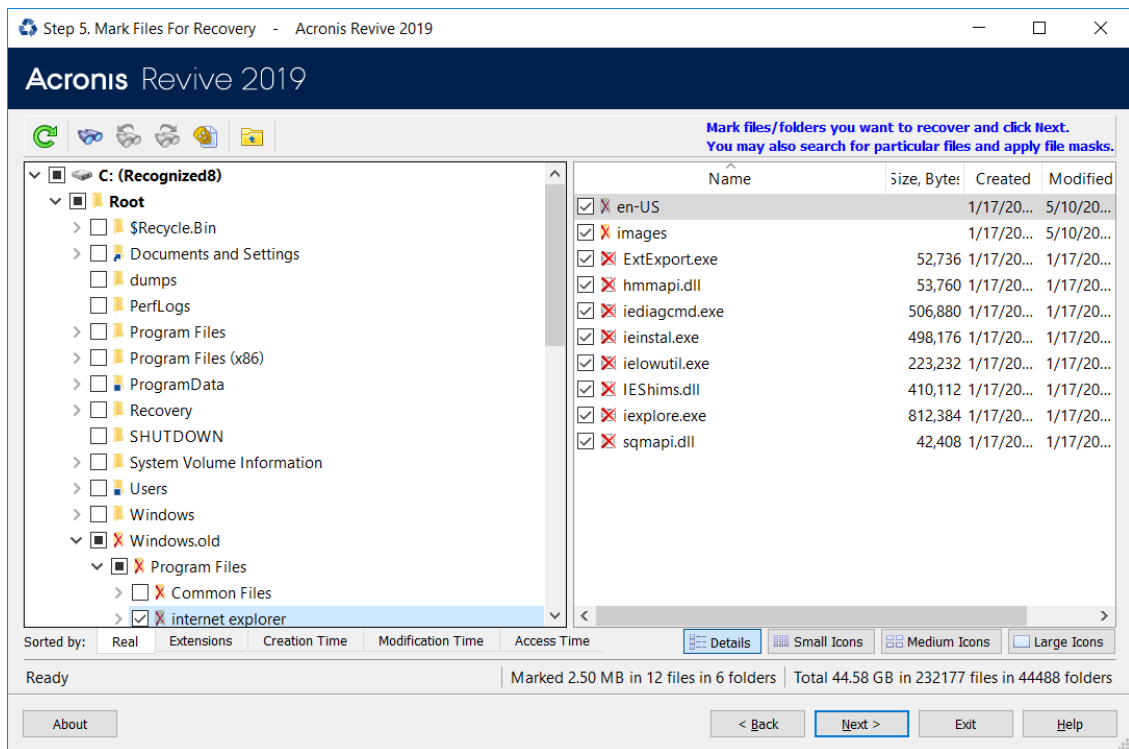 Step 5. Mark Files For Recovery - Acronis Revive 2019
Acronis Revive 2019
Mark files/folders you want to recover and click Next.
You may also search for particular files and apply file masks.
C: (Recognized8)
Root
$Recycle.Bin
Documents and Settings
dumps
PerfLogs
Program Files
Program Files (x86)
ProgramData
Recovery
SHUTDOWN
System Volume Information
Users
Windows
Windows.old
Program Files
Common Files
internet explorer
Name Size, Bytes Created Modified
en-US 1/17/20... 5/10/20...
images 1/17/20... 5/10/20...
ExtExport.exe 52,736 1/17/20... 1/17/20...
hmmapi.dll 53,760 1/17/20... 1/17/20...
iediagcmd.exe 506,880 1/17/20... 1/17/20...
ieinstal.exe 498,176 1/17/20... 1/17/20...
ielowutil.exe 223,232 1/17/20... 1/17/20...
IEShims.dll 410,112 1/17/20... 1/17/20...
iexplore.exe 812,384 1/17/20... 1/17/20...
sqmapi.dll 42,408 1/17/20... 1/17/20...
Sorted by: Real Extensions Creation Time Modification Time Access Time Details Small Icons Medium Icons Large Icons
Ready Marked 2.50 MB in 12 files in 6 folders Total 44.58 GB in 232177 files in 44488 folders
About < Back Next > Exit Help